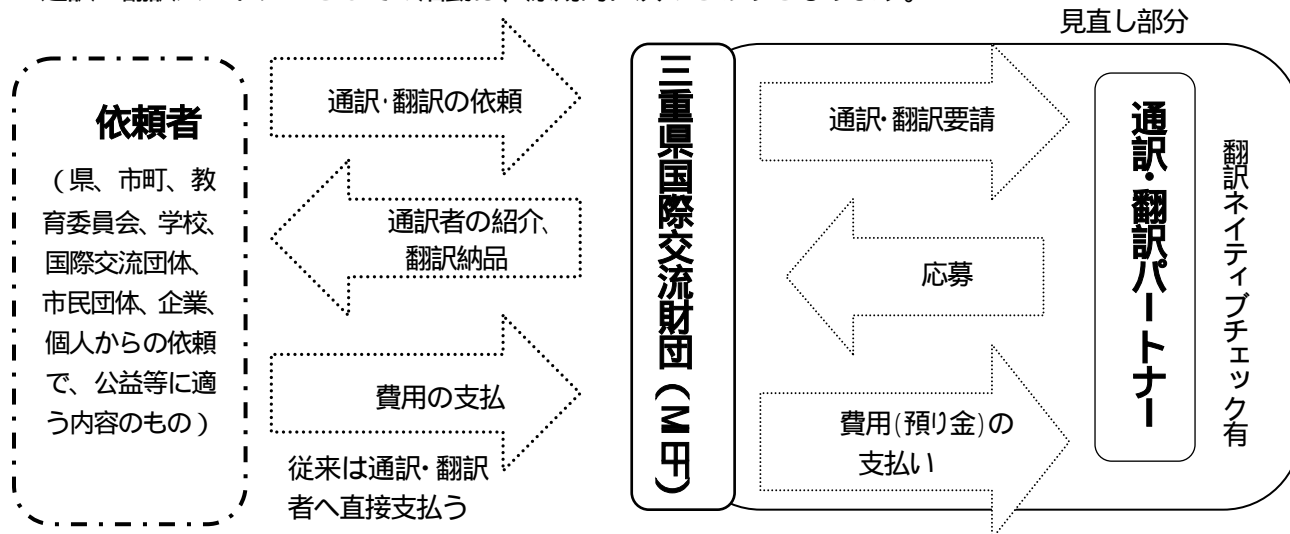 見直し部分
依頼者
(県、市町、教
育委員会、学校、
国際交流団体、
市民団体、企業、
個人からの依頼
で、公益等に適
う内容のもの)
通訳・翻訳の依頼
通訳者の紹介、
翻訳納品
費用の支払
従来は通訳・翻訳
者へ直接支払う
三重県国際交流財団(MIEF)
通訳・翻訳要請
応募
費用(預り金)の
支払い
通訳・翻訳パートナー
翻訳ネイティブチェック有